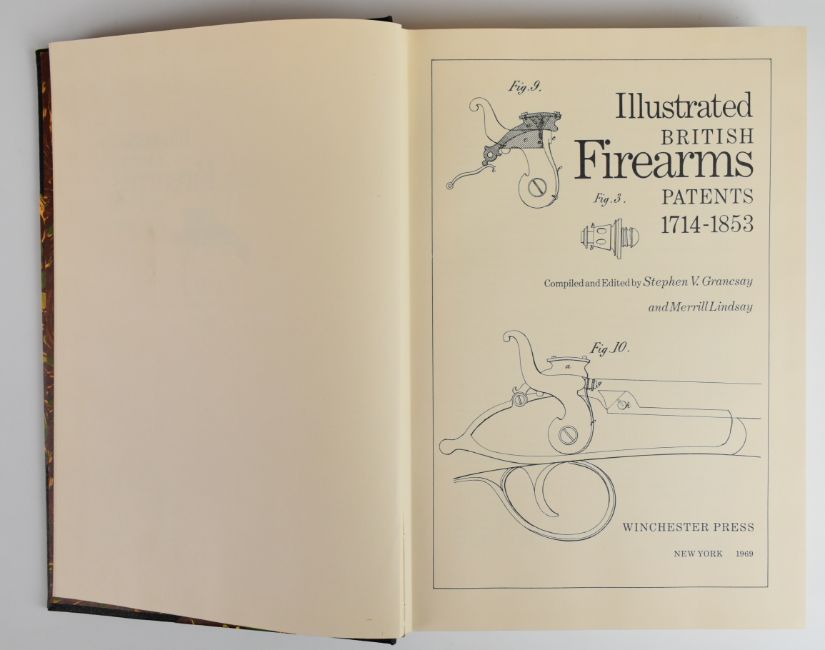 Fig. 9.
Illustrated
BRITISH
Firearms
Fig. 3.
PATENTS
1714-1853
Compiled and Edited by Stephen V. Grancsay
and Merrill Lindsay
Fig. 10.
a
WINCHESTER PRESS
NEW YORK 1969